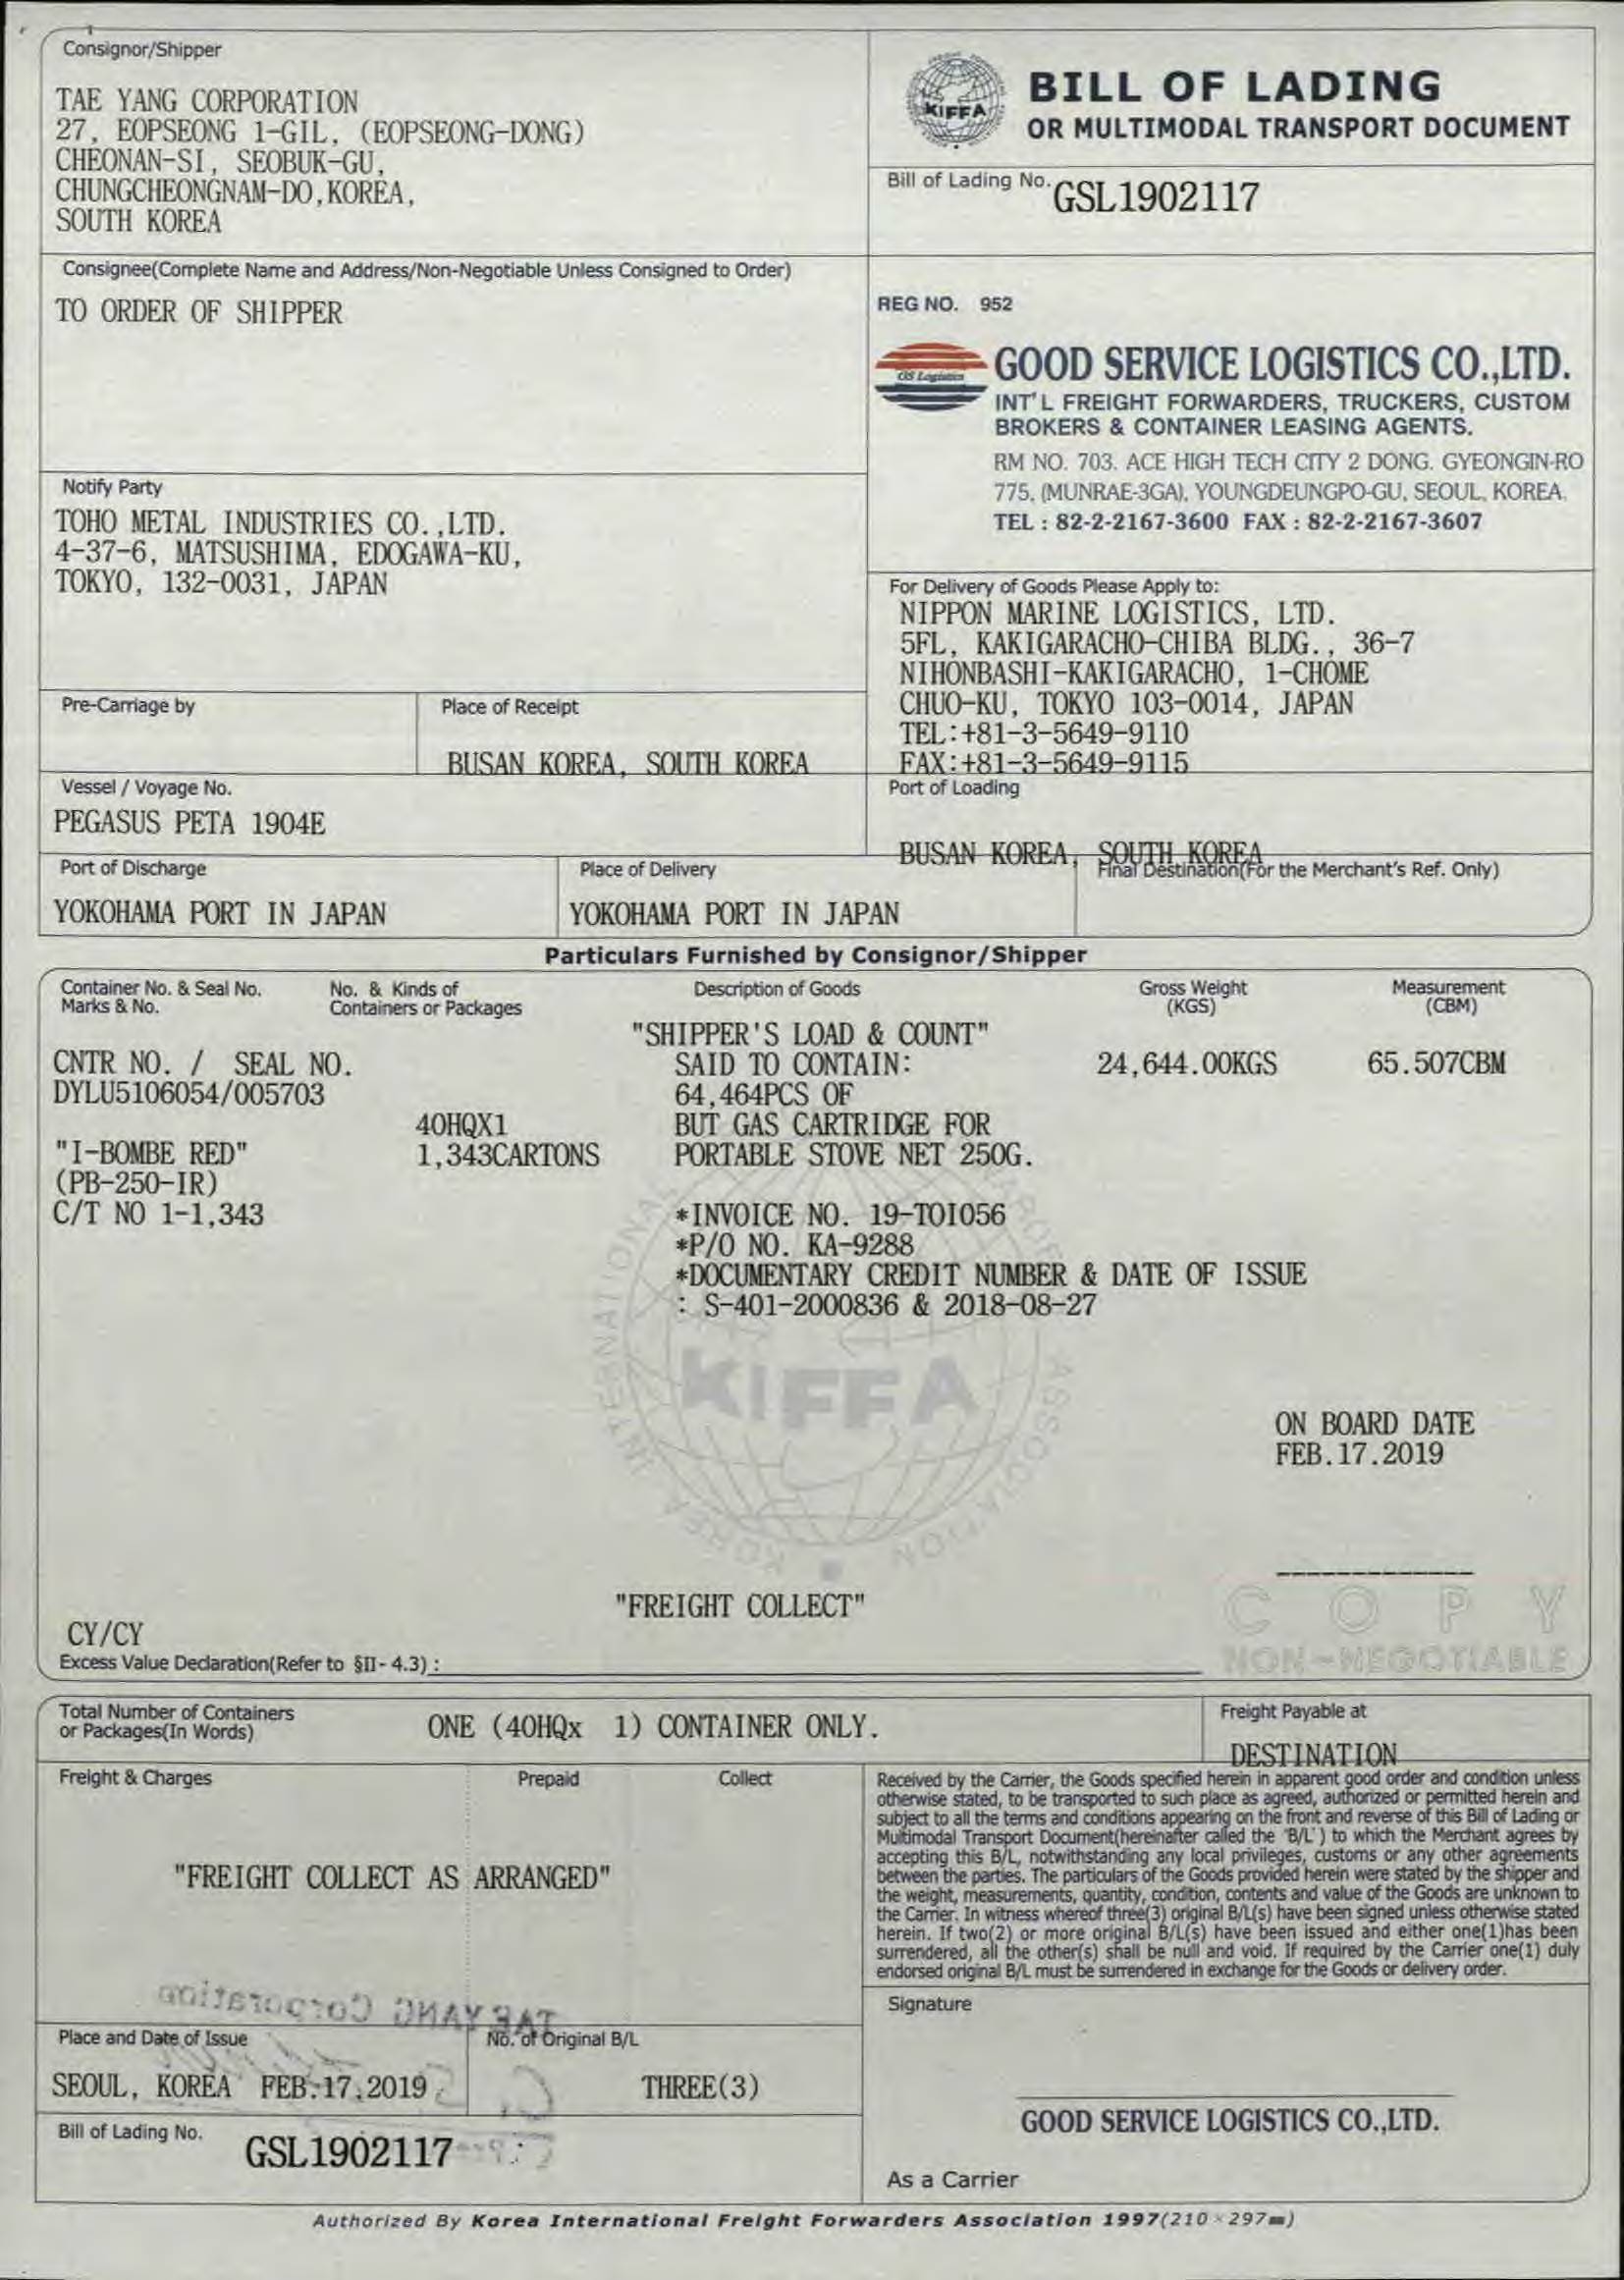 Consignor/Shipper
TAE YANG CORPORATION
27, EOPSEONG 1-GIL, (EOPSEONG-DONG)
CHEONAN-SI, SEOBUK-GU,
CHUNGCHEONGNAM-DO,KOREA,
SOUTH KOREA
KIFFA
BILL OF LADING
OR MULTIMODAL TRANSPORT DOCUMENT
Bill of Lading No. GSL1902117
Consignee(Complete Name and Address/Non-Negotiable Unless Consigned to Order)
TO ORDER OF SHIPPER
REG NO. 952
GS Logistics
GOOD SERVICE LOGISTICS CO.,LTD.
INT'L FREIGHT FORWARDERS, TRUCKERS, CUSTOM
BROKERS & CONTAINER LEASING AGENTS.
RM NO. 703. ACE HIGH TECH CITY 2 DONG. GYEONGIN-RO
775, (MUNRAE-3GA), YOUNGDEUNGPO-GU, SEOUL, KOREA.
TEL : 82-2-2167-3600 FAX : 82-2-2167-3607
Notify Party
TOHO METAL INDUSTRIES CO.,LTD.
4-37-6, MATSUSHIMA, EDOGAWA-KU,
TOKYO, 132-0031, JAPAN
For Delivery of Goods Please Apply to:
NIPPON MARINE LOGISTICS, LTD.
5FL, KAKIGARACHO-CHIBA BLDG., 36-7
NIHONBASHI-KAKIGARACHO, 1-CHOME
CHUO-KU, TOKYO 103-0014, JAPAN
TEL:+81-3-5649-9110
FAX:+81-3-5649-9115
Pre-Carriage by
Place of Receipt
BUSAN KOREA, SOUTH KOREA
Vessel / Voyage No.
PEGASUS PETA 1904E
Port of Loading
BUSAN KOREA, SOUTH KOREA
Port of Discharge
YOKOHAMA PORT IN JAPAN
Place of Delivery
YOKOHAMA PORT IN JAPAN
Final Destination(For the Merchant's Ref. Only)
Particulars Furnished by Consignor/Shipper
Container No. & Seal No.
Marks & No.
No. & Kinds of
Containers or Packages
Description of Goods
Gross Weight
(KGS)
Measurement
(CBM)
"SHIPPER'S LOAD & COUNT"
CNTR NO. / SEAL NO. SAID TO CONTAIN: 24,644.00KGS 65.507CBM
DYLU5106054/005703 64,464PCS OF
40HQX1 BUT GAS CARTRIDGE FOR
"I-BOMBE RED" 1,343CARTONS PORTABLE STOVE NET 250G.
(PB-250-IR)
C/T NO 1-1,343 *INVOICE NO. 19-TOI056
*P/O NO. KA-9288
*DOCUMENTARY CREDIT NUMBER & DATE OF ISSUE
: S-401-2000836 & 2018-08-27
KIFFA
KOREA INTERNATIONAL ASSOCIATION
ON BOARD DATE
FEB.17.2019
"FREIGHT COLLECT"
COPY
NON-NEGOTIABLE
CY/CY
Excess Value Declaration(Refer to §II- 4.3) :
Total Number of Containers
or Packages(In Words)
ONE (40HQx 1) CONTAINER ONLY.
Freight Payable at
DESTINATION
Freight & Charges Prepaid Collect
"FREIGHT COLLECT AS ARRANGED"
Received by the Carrier, the Goods specified herein in apparent good order and condition unless
otherwise stated, to be transported to such place as agreed, authorized or permitted herein and
subject to all the terms and conditions appearing on the front and reverse of this Bill of Lading or
Multimodal Transport Document(hereinafter called the 'B/L') to which the Merchant agrees by
accepting this B/L, notwithstanding any local privileges, customs or any other agreements
between the parties. The particulars of the Goods provided herein were stated by the shipper and
the weight, measurements, quantity, condition, contents and value of the Goods are unknown to
the Carrier. In witness whereof three(3) original B/L(s) have been signed unless otherwise stated
herein. If two(2) or more original B/L(s) have been issued and either one(1)has been
surrendered, all the other(s) shall be null and void. If required by the Carrier one(1) duly
endorsed original B/L must be surrendered in exchange for the Goods or delivery order.
TAE YANG Corporation
Place and Date of Issue
SEOUL, KOREA FEB.17,2019
No. of Original B/L
THREE(3)
Signature
Bill of Lading No.
GSL1902117
GOOD SERVICE LOGISTICS CO.,LTD.
As a Carrier
Authorized By Korea International Freight Forwarders Association 1997(210×297㎜)